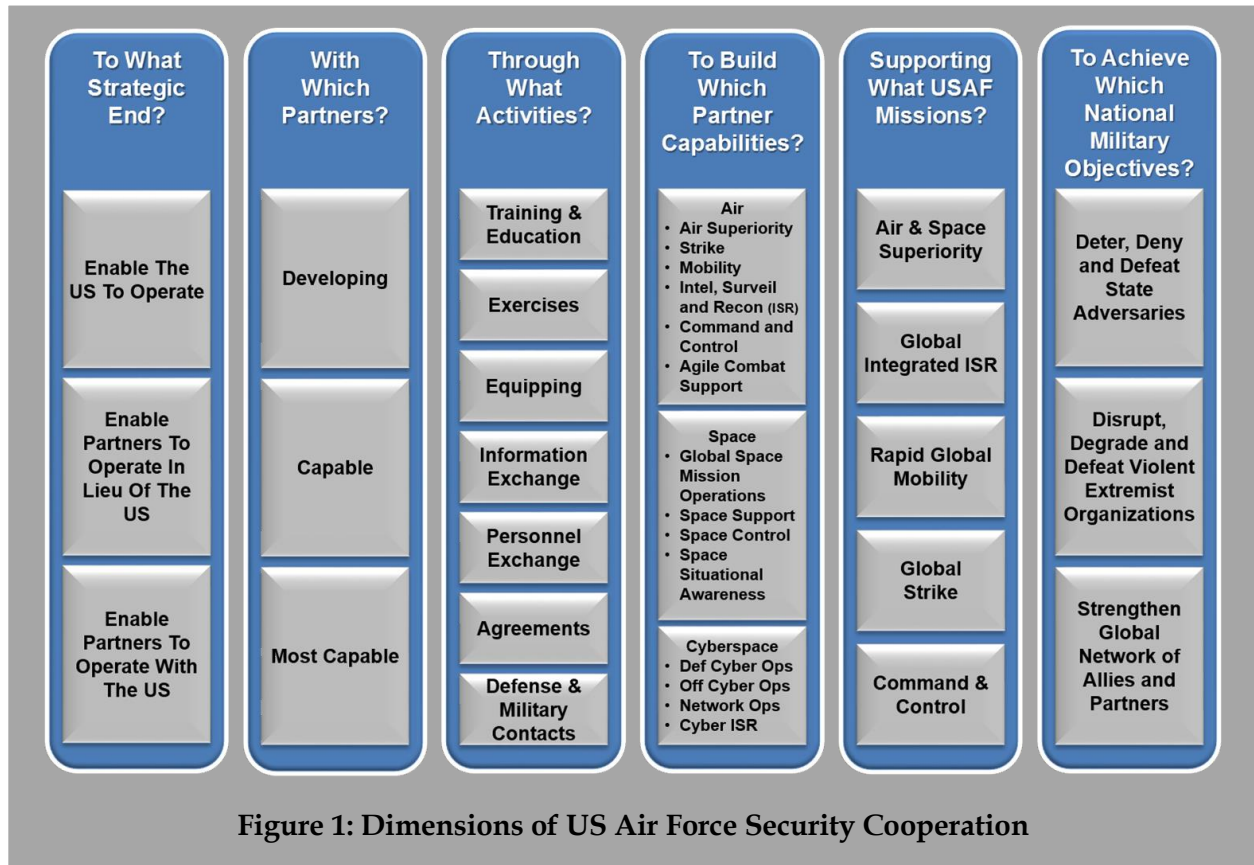 To What
Strategic
End?
Enable The
US To Operate
Enable
Partners To
Operate In
Lieu Of The
US
Enable
Partners To
Operate With
The US
With
Which
Partners?
Developing
Capable
Most Capable
Through
What
Activities?
Training &
Education
Exercises
Equipping
Information
Exchange
Personnel
Exchange
Agreements
Defense &
Military
Contacts
To Build
Which
Partner
Capabilities?
Air
• Air Superiority
• Strike
• Mobility
• Intel, Surveil
and Recon (ISR)
• Command and
Control
• Agile Combat
Support
Space
• Global Space
Mission
Operations
• Space Support
• Space Control
• Space
Situational
Awareness
Cyberspace
• Def Cyber Ops
• Off Cyber Ops
• Network Ops
• Cyber ISR
Supporting
What USAF
Missions?
Air & Space
Superiority
Global
Integrated ISR
Rapid Global
Mobility
Global
Strike
Command &
Control
To Achieve
Which
National
Military
Objectives?
Deter, Deny
and Defeat
State
Adversaries
Disrupt,
Degrade and
Defeat Violent
Extremist
Organizations
Strengthen
Global
Network of
Allies and
Partners
Figure 1: Dimensions of US Air Force Security Cooperation